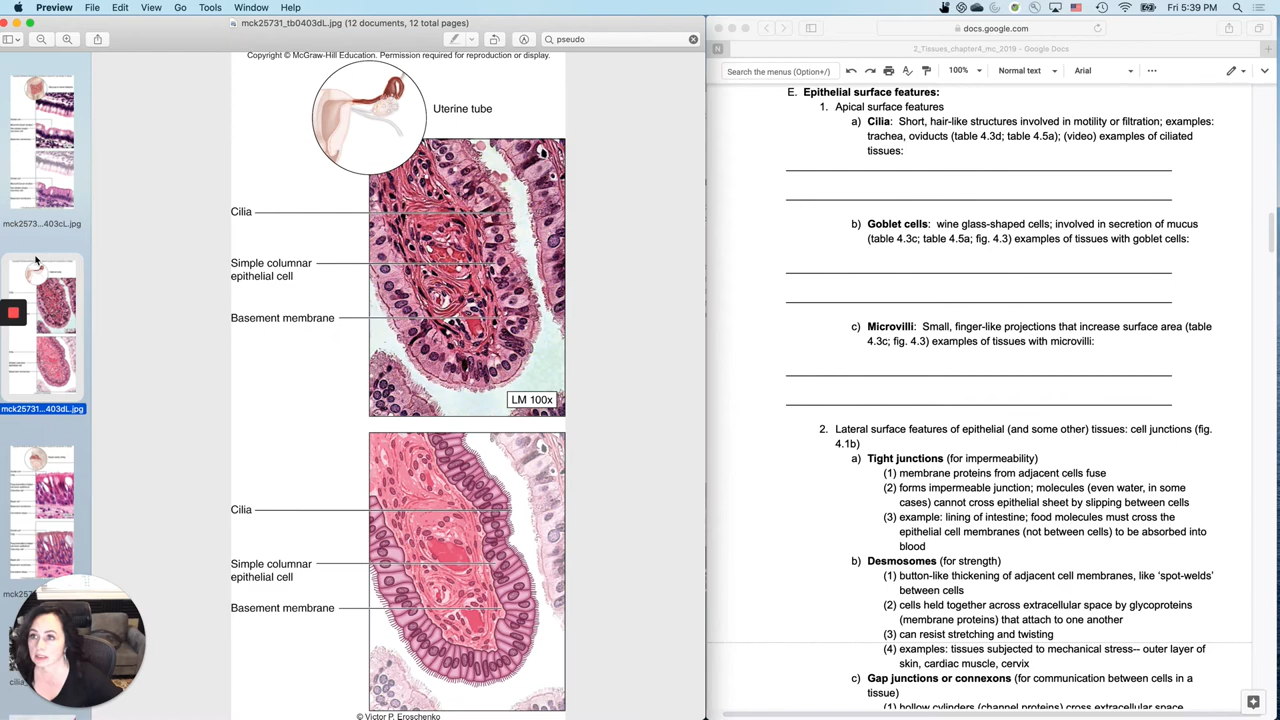 Preview File Edit View Go Tools Window Help
Fri 5:39 PM
mck25731_tb0403dL.jpg (12 documents, 12 total pages)
pseudo
docs.google.com
2_Tissues_chapter4_mc_2019 - Google Docs
Search the menus (Option+/)
100%
Normal text
Arial
Copyright © McGraw-Hill Education. Permission required for reproduction or display.
Uterine tube
Cilia
Simple columnar
epithelial cell
Basement membrane
LM 100x
Cilia
Simple columnar
epithelial cell
Basement membrane
© Victor P. Eroschenko
mck2573...403cL.jpg
mck25731...403dL.jpg
E. Epithelial surface features:
1. Apical surface features
a) Cilia: Short, hair-like structures involved in motility or filtration; examples:
trachea, oviducts (table 4.3d; table 4.5a); (video) examples of ciliated
tissues:
b) Goblet cells: wine glass-shaped cells; involved in secretion of mucus
(table 4.3c; table 4.5a; fig. 4.3) examples of tissues with goblet cells:
c) Microvilli: Small, finger-like projections that increase surface area (table
4.3c; fig. 4.3) examples of tissues with microvilli:
2. Lateral surface features of epithelial (and some other) tissues: cell junctions (fig.
4.1b)
a) Tight junctions (for impermeability)
(1) membrane proteins from adjacent cells fuse
(2) forms impermeable junction; molecules (even water, in some
cases) cannot cross epithelial sheet by slipping between cells
(3) example: lining of intestine; food molecules must cross the
epithelial cell membranes (not between cells) to be absorbed into
blood
b) Desmosomes (for strength)
(1) button-like thickening of adjacent cell membranes, like 'spot-welds'
between cells
(2) cells held together across extracellular space by glycoproteins
(membrane proteins) that attach to one another
(3) can resist stretching and twisting
(4) examples: tissues subjected to mechanical stress-- outer layer of
skin, cardiac muscle, cervix
c) Gap junctions or connexons (for communication between cells in a
tissue)
(1) hollow cylinders (channel proteins) cross extracellular space